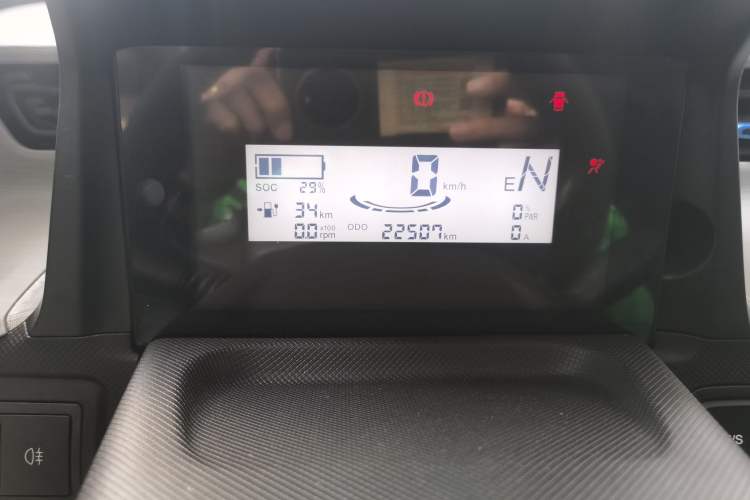 0 km/h
E N
SOC 29%
34 km
0 % PWR
0.0 x100 rpm
ODO 22507 km
0 A